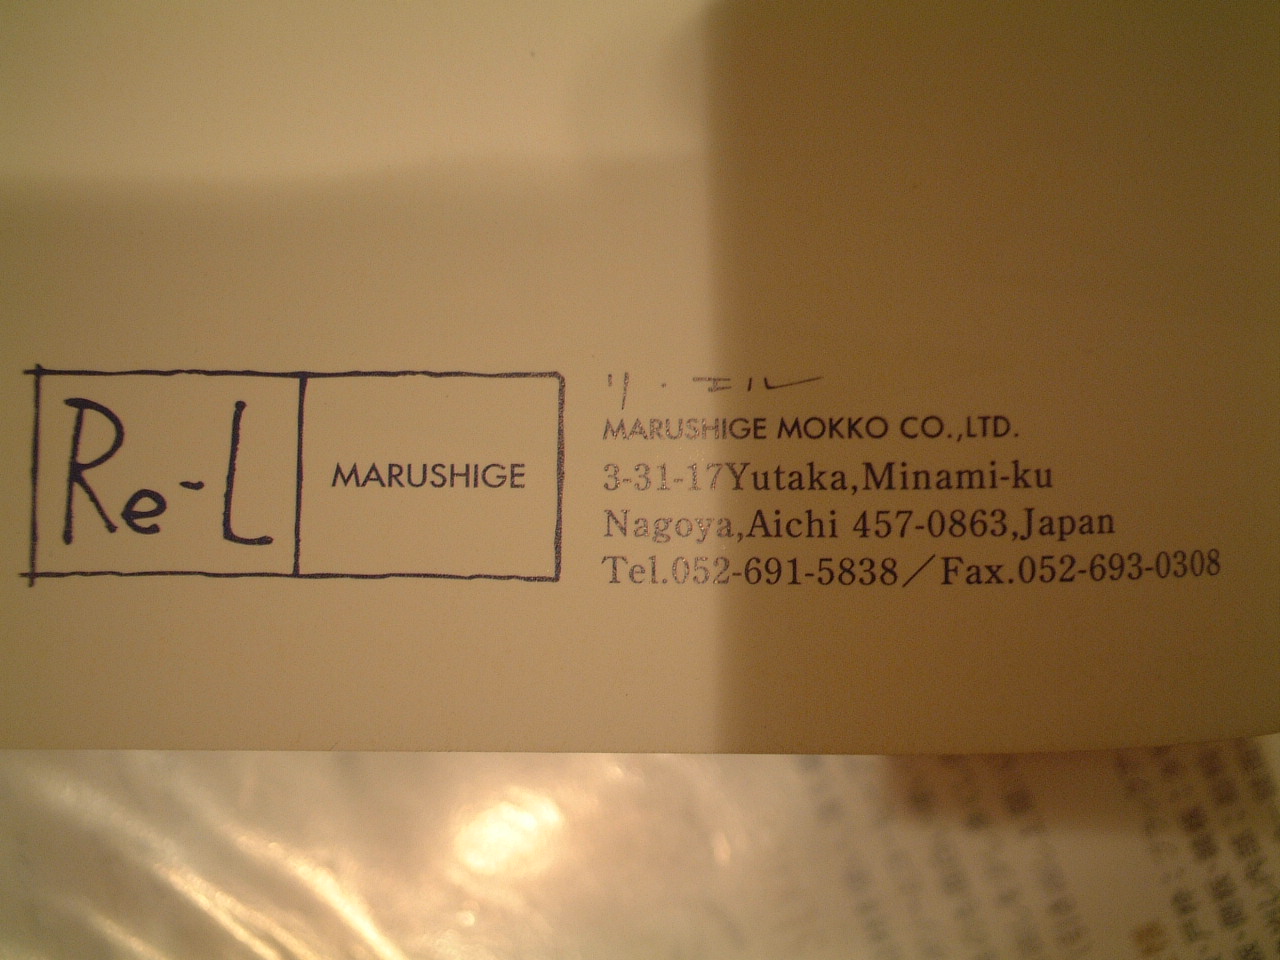 Re-L
MARUSHIGE
リ・エル
MARUSHIGE MOKKO CO.,LTD.
3-31-17Yutaka,Minami-ku
Nagoya,Aichi 457-0863,Japan
Tel.052-691-5838／Fax.052-693-0308